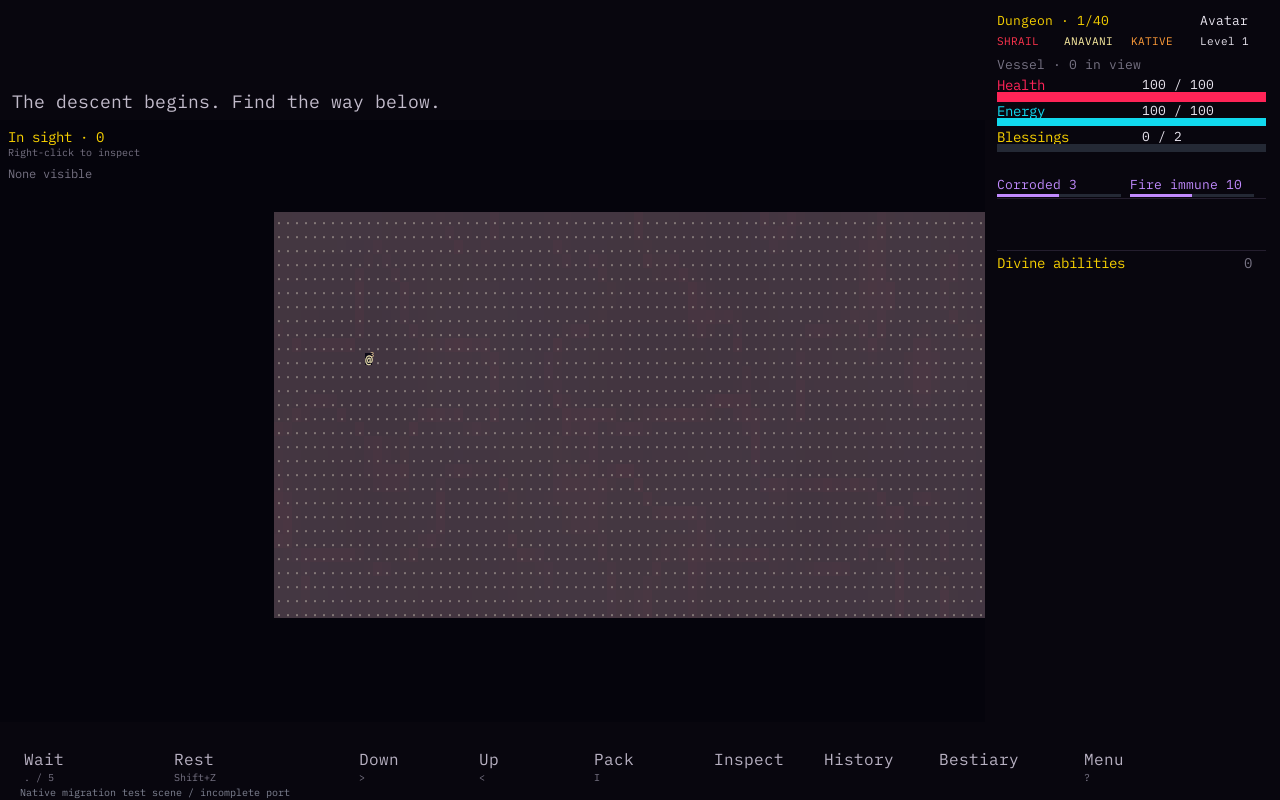 Dungeon · 1/40 Avatar
SHRAIL ANAVANI KATIVE Level 1
Vessel · 0 in view
Health 100 / 100
The descent begins. Find the way below.
Energy 100 / 100
In sight · 0
Blessings 0 / 2
Right-click to inspect
None visible
Corroded 3 Fire immune 10
Divine abilities 0
@
Wait Rest Down Up Pack Inspect History Bestiary Menu
. / 5 Shift+Z > < I ?
Native migration test scene / incomplete port